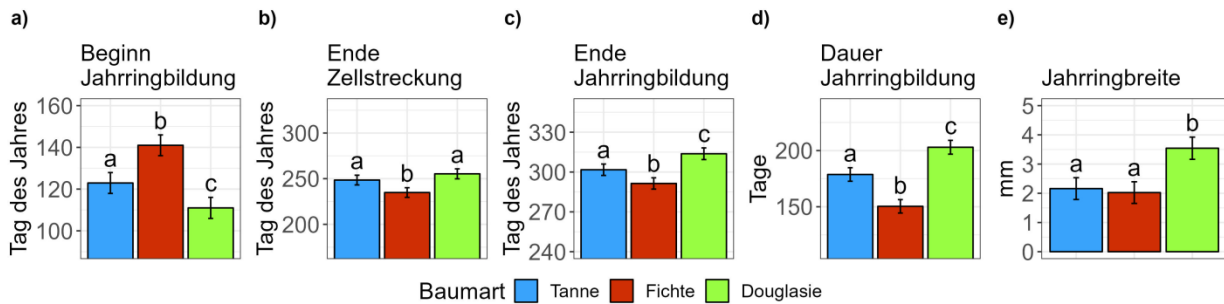 a)
Beginn
Jahrringbildung
Tag des Jahres
160
140
120
100
a
b
c
b)
Ende
Zellstreckung
Tag des Jahres
300
250
200
a
b
a
c)
Ende
Jahrringbildung
Tag des Jahres
330
300
270
240
a
b
c
d)
Dauer
Jahrringbildung
Tage
200
150
a
b
c
e)
Jahrringbreite
mm
5
4
3
2
1
0
a
a
b
Baumart Tanne Fichte Douglasie